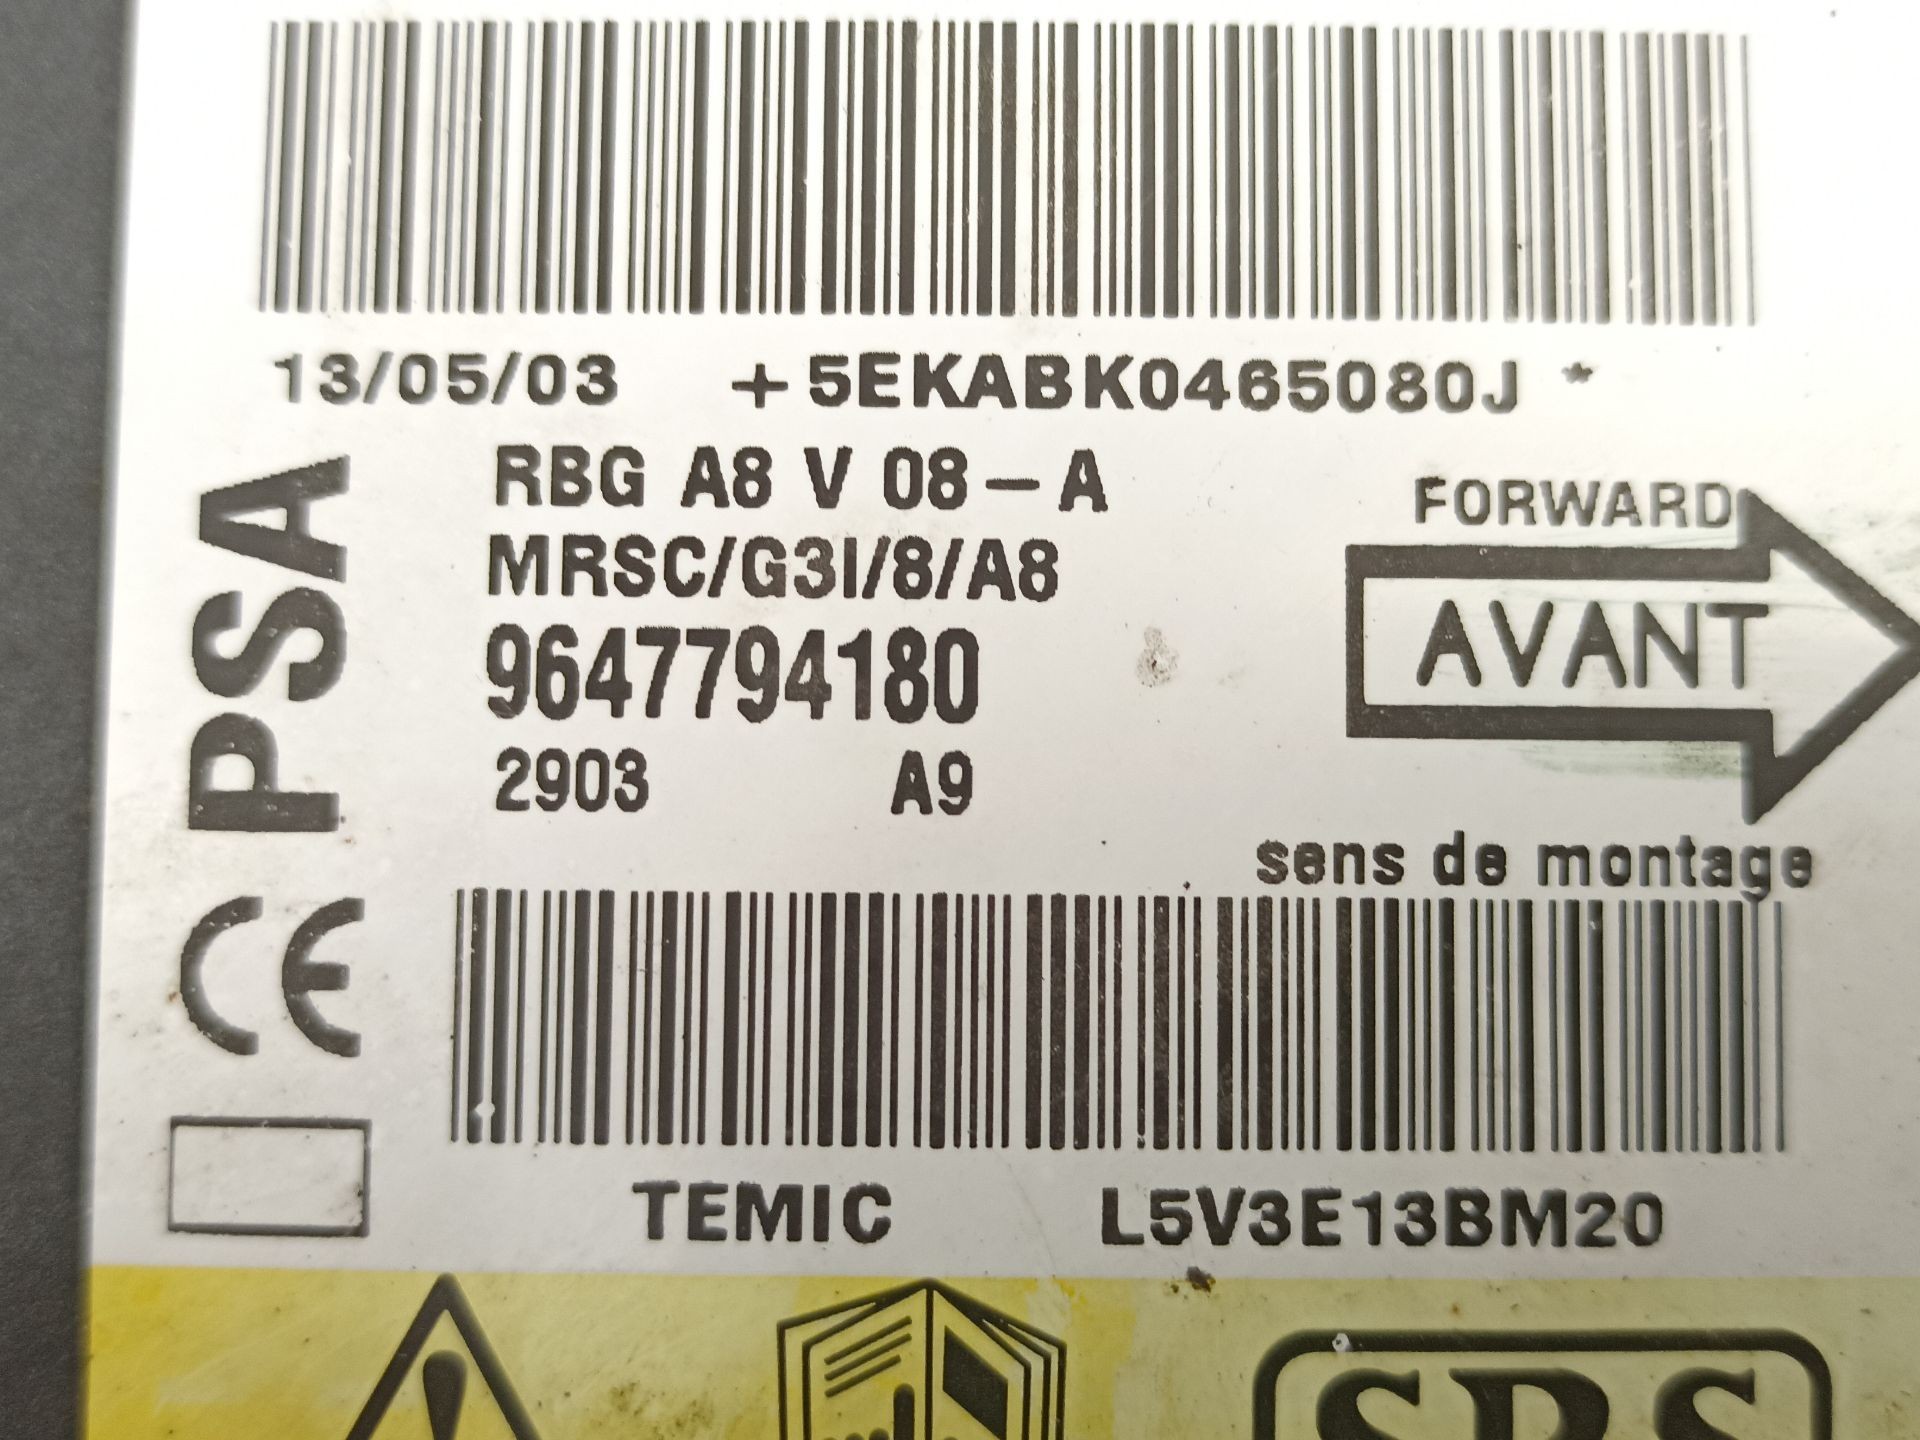 13/05/03 +5EKABK0465080J *
RBG A8 V 08-A
MRSC/G3I/8/A8
9647794180
2903 A9
PSA
CE
FORWARD
AVANT
sens de montage
TEMIC L5V3E13BM20
SRS